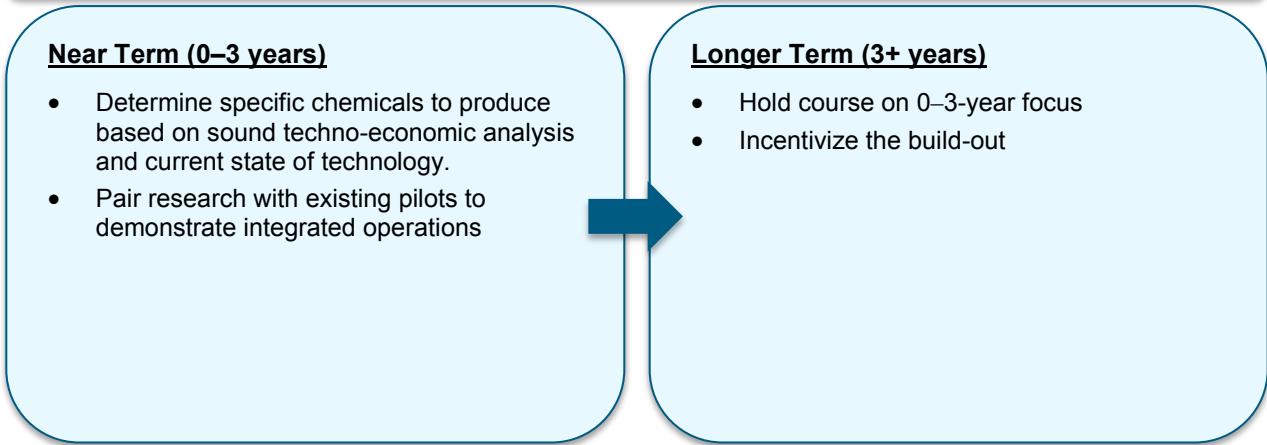 Near Term (0–3 years)
• Determine specific chemicals to produce
based on sound techno-economic analysis
and current state of technology.
• Pair research with existing pilots to
demonstrate integrated operations
Longer Term (3+ years)
• Hold course on 0–3-year focus
• Incentivize the build-out